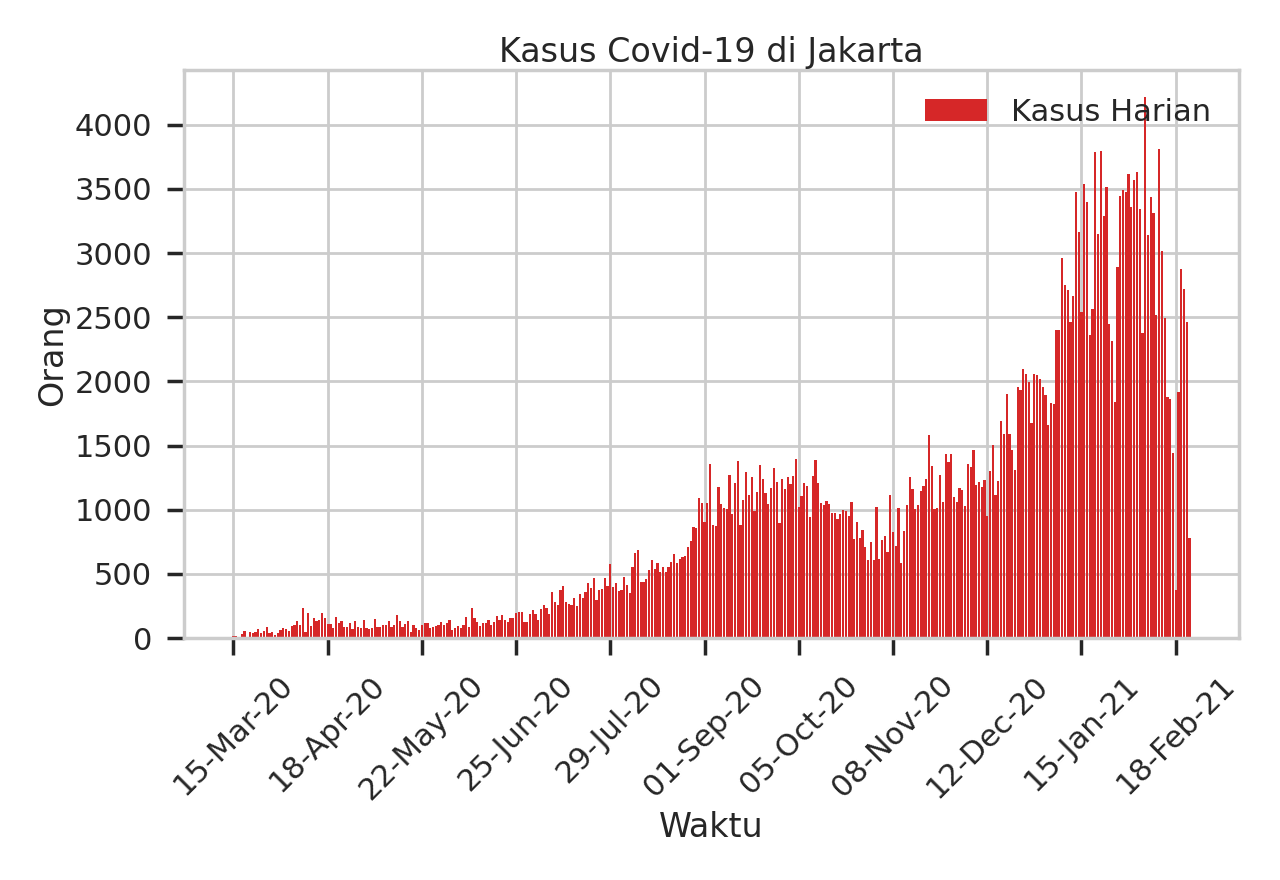 Kasus Covid-19 di Jakarta
Kasus Harian
Orang
4000
3500
3000
2500
2000
1500
1000
500
0
15-Mar-20
18-Apr-20
22-May-20
25-Jun-20
29-Jul-20
01-Sep-20
05-Oct-20
08-Nov-20
12-Dec-20
15-Jan-21
18-Feb-21
Waktu